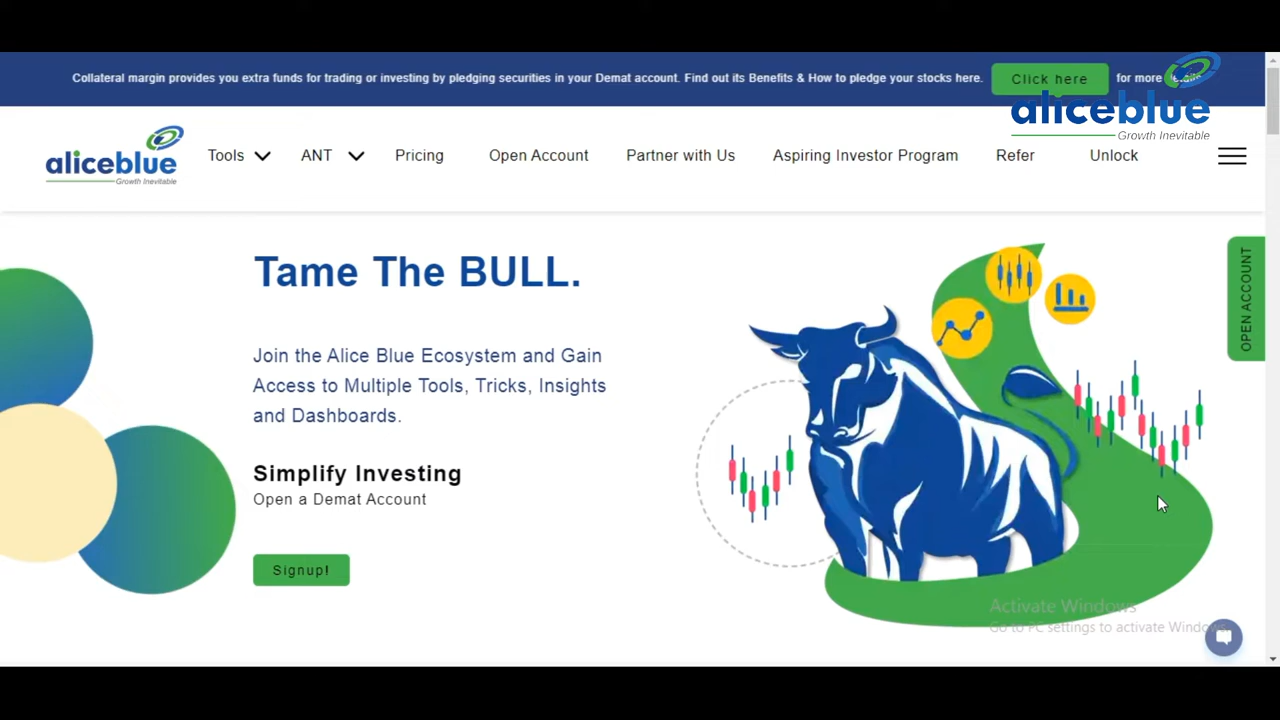 Collateral margin provides you extra funds for trading or investing by pledging securities in your Demat account. Find out its Benefits & How to pledge your stocks here. Click here for more details
aliceblue
Growth Inevitable
aliceblue
Growth Inevitable
Tools ANT Pricing Open Account Partner with Us Aspiring Investor Program Refer Unlock
Tame The BULL.
OPEN ACCOUNT
Join the Alice Blue Ecosystem and Gain
Access to Multiple Tools, Tricks, Insights
and Dashboards.
Simplify Investing
Open a Demat Account
Signup!
Activate Windows
Go to PC settings to activate Windows.